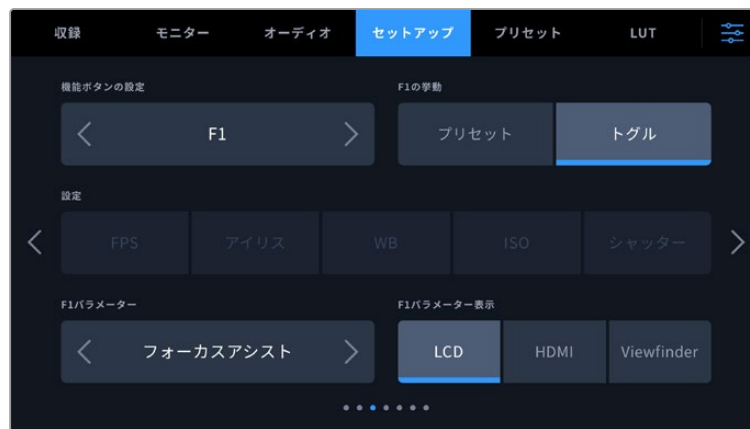 収録 モニター オーディオ セットアップ プリセット LUT
機能ボタンの設定 F1の挙動
F1 プリセット トグル
設定
FPS アイリス WB ISO シャッター
F1パラメーター F1パラメーター表示
フォーカスアシスト LCD HDMI Viewfinder